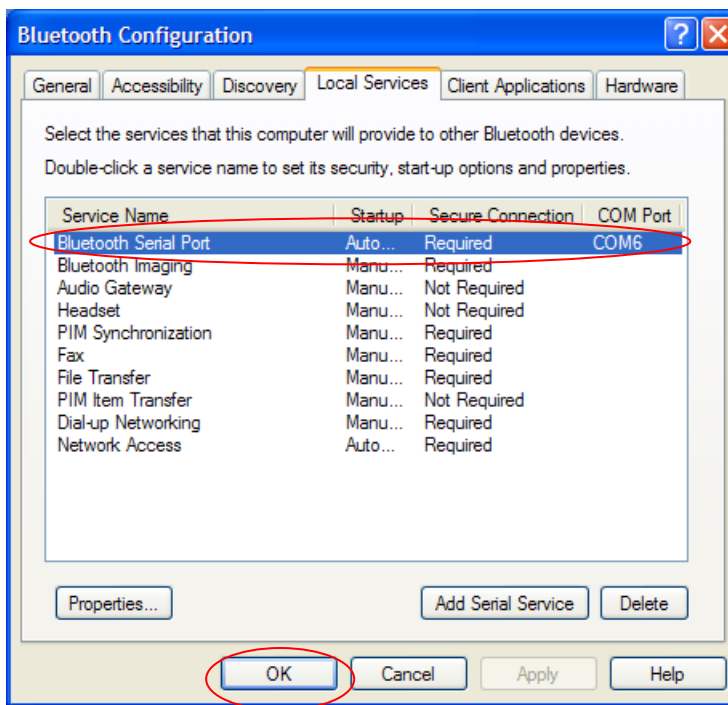 Bluetooth Configuration
General Accessibility Discovery Local Services Client Applications Hardware
Select the services that this computer will provide to other Bluetooth devices.
Double-click a service name to set its security, start-up options and properties.
Service Name Startup Secure Connection COM Port
Bluetooth Serial Port Auto... Required COM6
Bluetooth Imaging Manu... Required
Audio Gateway Manu... Not Required
Headset Manu... Not Required
PIM Synchronization Manu... Required
Fax Manu... Required
File Transfer Manu... Required
PIM Item Transfer Manu... Not Required
Dial-up Networking Manu... Required
Network Access Auto... Required
Properties... Add Serial Service Delete
OK Cancel Apply Help